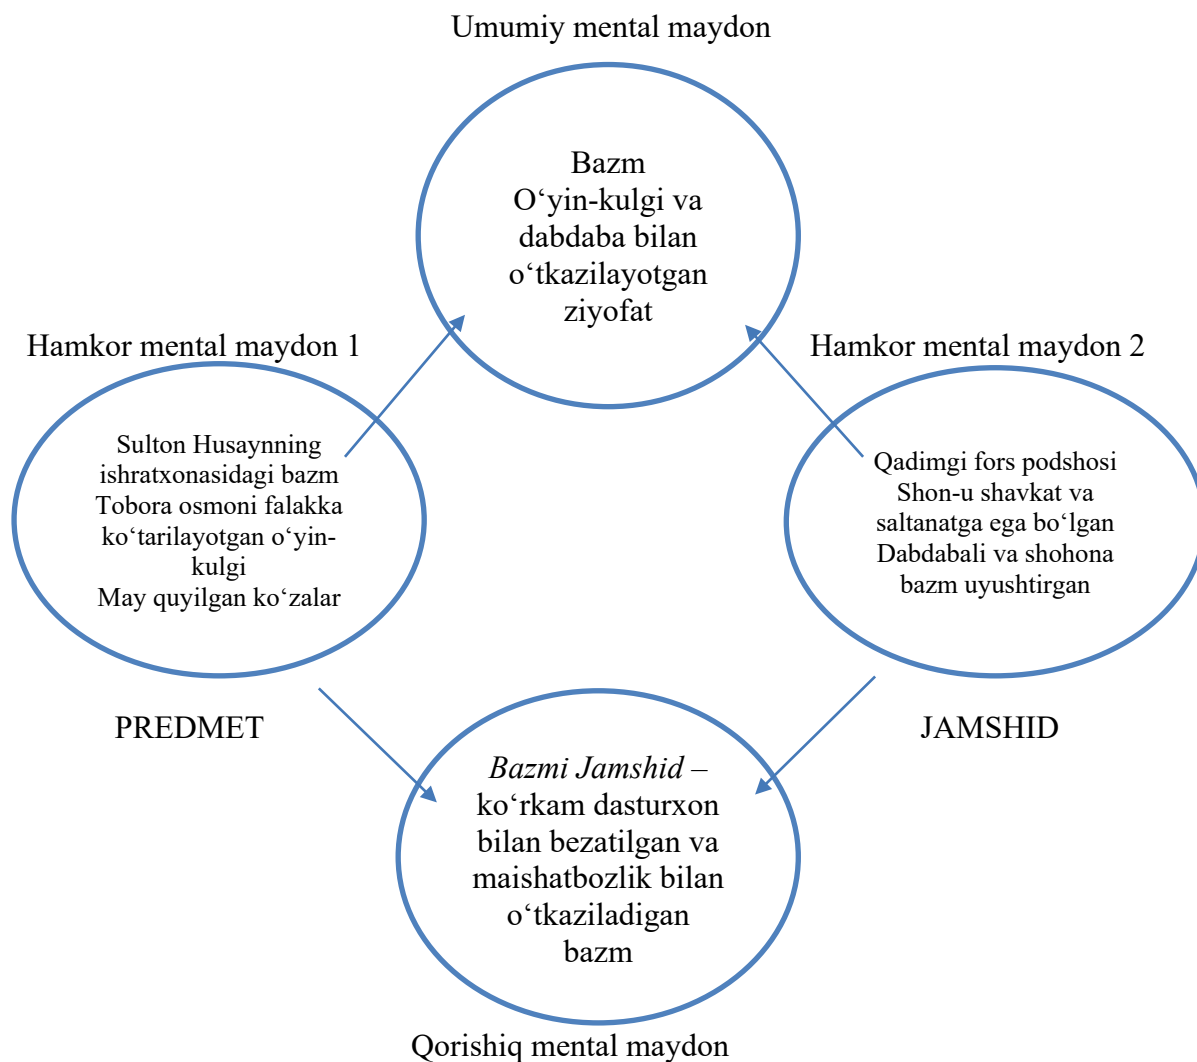 Umumiy mental maydon
Bazm
O‘yin-kulgi va
dabdaba bilan
o‘tkazilayotgan
ziyofat
Hamkor mental maydon 1
Hamkor mental maydon 2
Sulton Husaynning
ishratxonasidagi bazm
Tobora osmoni falakka
ko‘tarilayotgan o‘yin-
kulgi
May quyilgan ko‘zalar
Qadimgi fors podshosi
Shon-u shavkat va
saltanatga ega bo‘lgan
Dabdabali va shohona
bazm uyushtirgan
PREDMET
JAMSHID
Bazmi Jamshid –
ko‘rkam dasturxon
bilan bezatilgan va
maishatbozlik bilan
o‘tkaziladigan
bazm
Qorishiq mental maydon